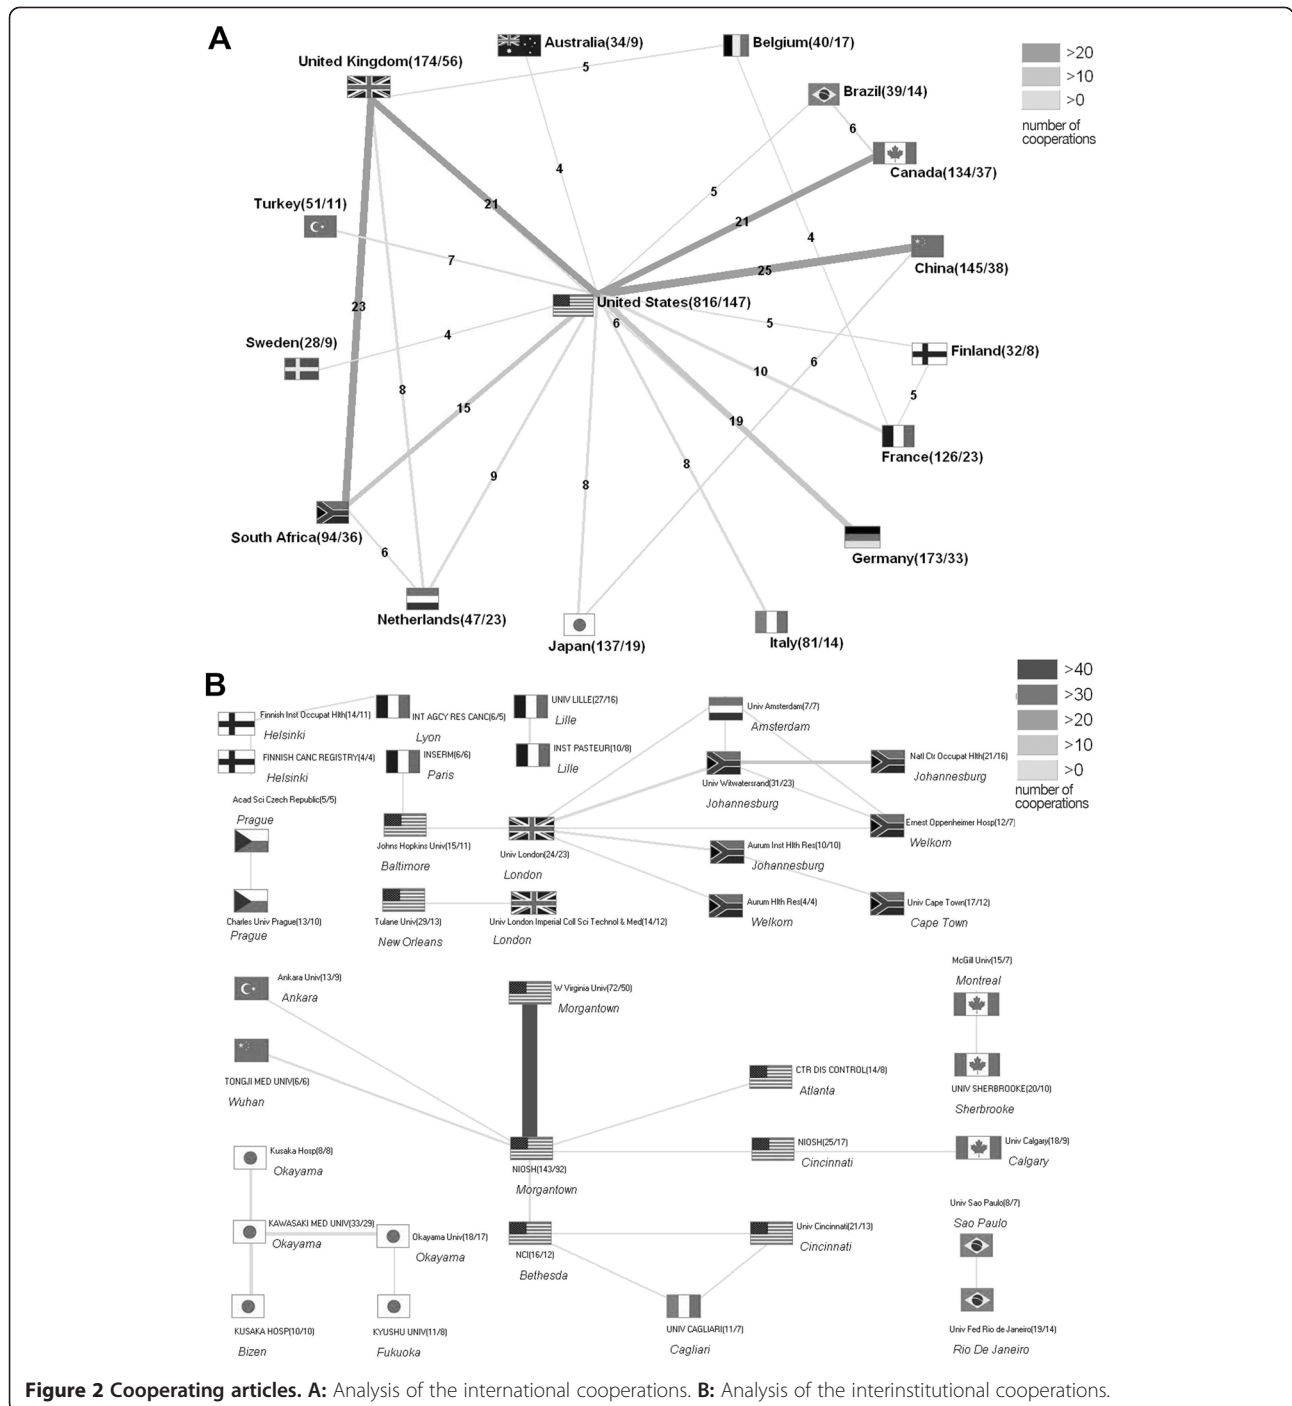 A
Australia(34/9)
Belgium(40/17)
United Kingdom(174/56)
5
>20
>10
>0
number of
cooperations
Brazil(39/14)
6
Canada(134/37)
4
5
21
21
Turkey(51/11)
7
4
25
China(145/38)
United States(816/147)
23
6
5
Sweden(28/9)
4
6
Finland(32/8)
10
5
8
15
19
France(126/23)
8
9
8
South Africa(94/36)
6
Germany(173/33)
Netherlands(47/23)
Japan(137/19)
Italy(81/14)
B
>40
>30
>20
>10
>0
number of
cooperations
Finnish Inst Occupat Hlth(14/11)
Helsinki
INT AGCY RES CANC(6/5)
Lyon
UNIV LILLE(27/16)
Lille
Univ Amsterdam(7/7)
Amsterdam
FINNISH CANC REGISTRY(4/4)
Helsinki
INSERM(6/6)
Paris
INST PASTEUR(10/8)
Lille
Univ Witwatersrand(31/23)
Johannesburg
Natl Ctr Occupat Hlth(21/16)
Johannesburg
Acad Sci Czech Republic(5/5)
Prague
Johns Hopkins Univ(15/11)
Baltimore
Univ London(24/23)
London
Aurum Inst Hlth Res(10/10)
Johannesburg
Ernest Oppenheimer Hosp(12/7)
Welkom
Charles Univ Prague(13/10)
Prague
Tulane Univ(29/13)
New Orleans
Univ London Imperial Coll Sci Technol & Med(14/12)
London
Aurum Hlth Res(4/4)
Welkom
Univ Cape Town(17/12)
Cape Town
Ankara Univ(13/9)
Ankara
W Virginia Univ(72/50)
Morgantown
McGill Univ(15/7)
Montreal
TONGJI MED UNIV(6/6)
Wuhan
CTR DIS CONTROL(14/8)
Atlanta
UNIV SHERBROOKE(20/10)
Sherbrooke
Kusaka Hosp(8/8)
Okayama
NIOSH(143/92)
Morgantown
NIOSH(25/17)
Cincinnati
Univ Calgary(18/9)
Calgary
KAWASAKI MED UNIV(33/29)
Okayama
Okayama Univ(18/17)
Okayama
NCI(16/12)
Bethesda
Univ Cincinnati(21/13)
Cincinnati
Univ Sao Paulo(8/7)
Sao Paulo
KUSAKA HOSP(10/10)
Bizen
KYUSHU UNIV(11/8)
Fukuoka
UNIV CAGLIARI(11/7)
Cagliari
Univ Fed Rio de Janeiro(19/14)
Rio De Janeiro
Figure 2 Cooperating articles. A: Analysis of the international cooperations. B: Analysis of the interinstitutional cooperations.